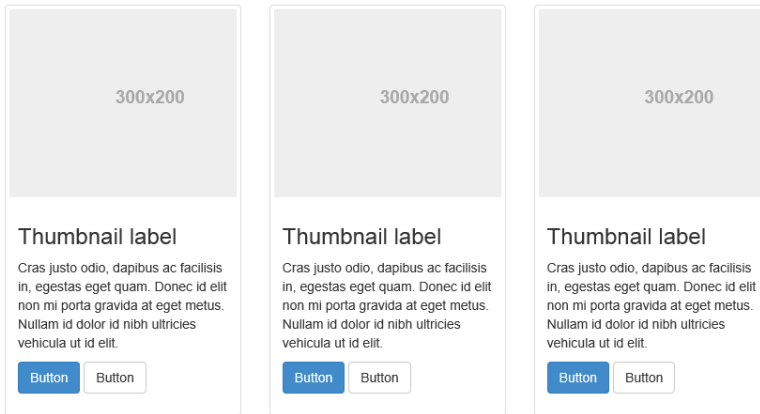 300x200
Thumbnail label
Cras justo odio, dapibus ac facilisis
in, egestas eget quam. Donec id elit
non mi porta gravida at eget metus.
Nullam id dolor id nibh ultricies
vehicula ut id elit.
Button Button
300x200
Thumbnail label
Cras justo odio, dapibus ac facilisis
in, egestas eget quam. Donec id elit
non mi porta gravida at eget metus.
Nullam id dolor id nibh ultricies
vehicula ut id elit.
Button Button
300x200
Thumbnail label
Cras justo odio, dapibus ac facilisis
in, egestas eget quam. Donec id elit
non mi porta gravida at eget metus.
Nullam id dolor id nibh ultricies
vehicula ut id elit.
Button Button